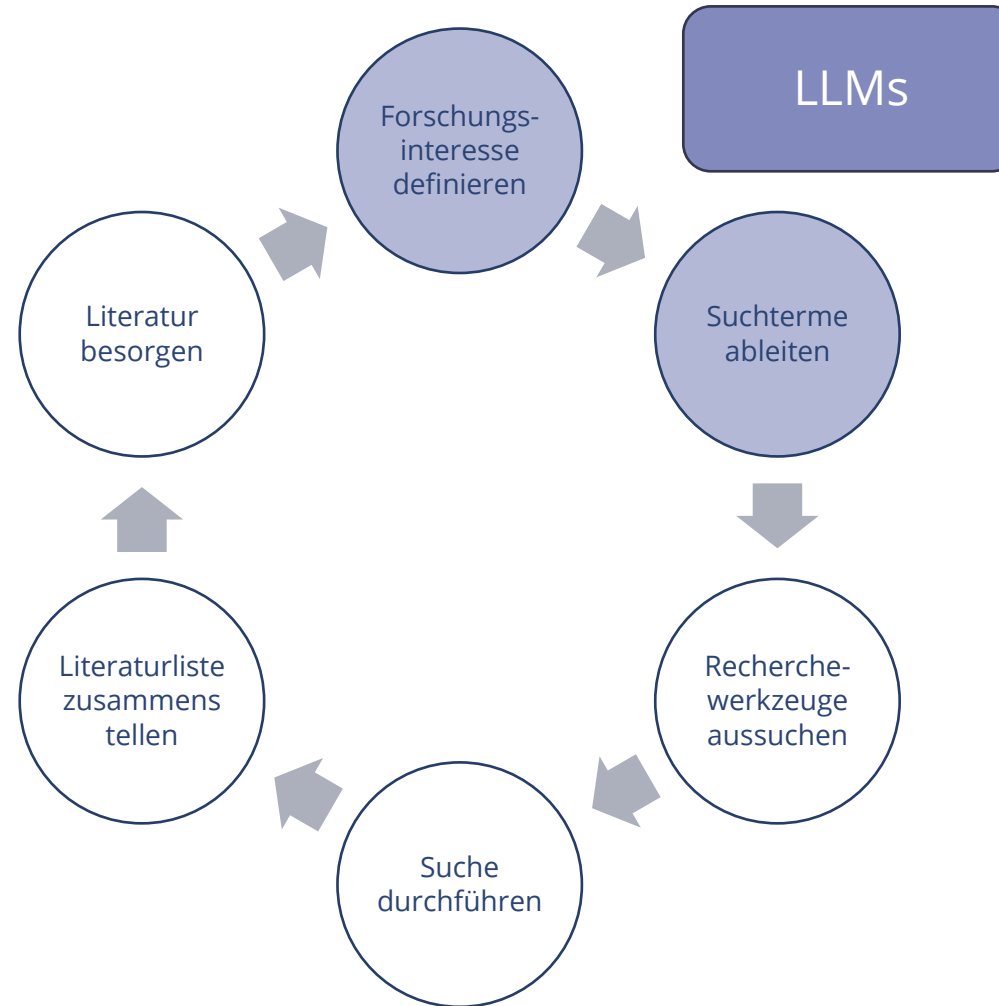 LLMs
Forschungs-
interesse
definieren
Suchterme
ableiten
Recherche-
werkzeuge
aussuchen
Suche
durchführen
Literaturliste
zusammens
tellen
Literatur
besorgen